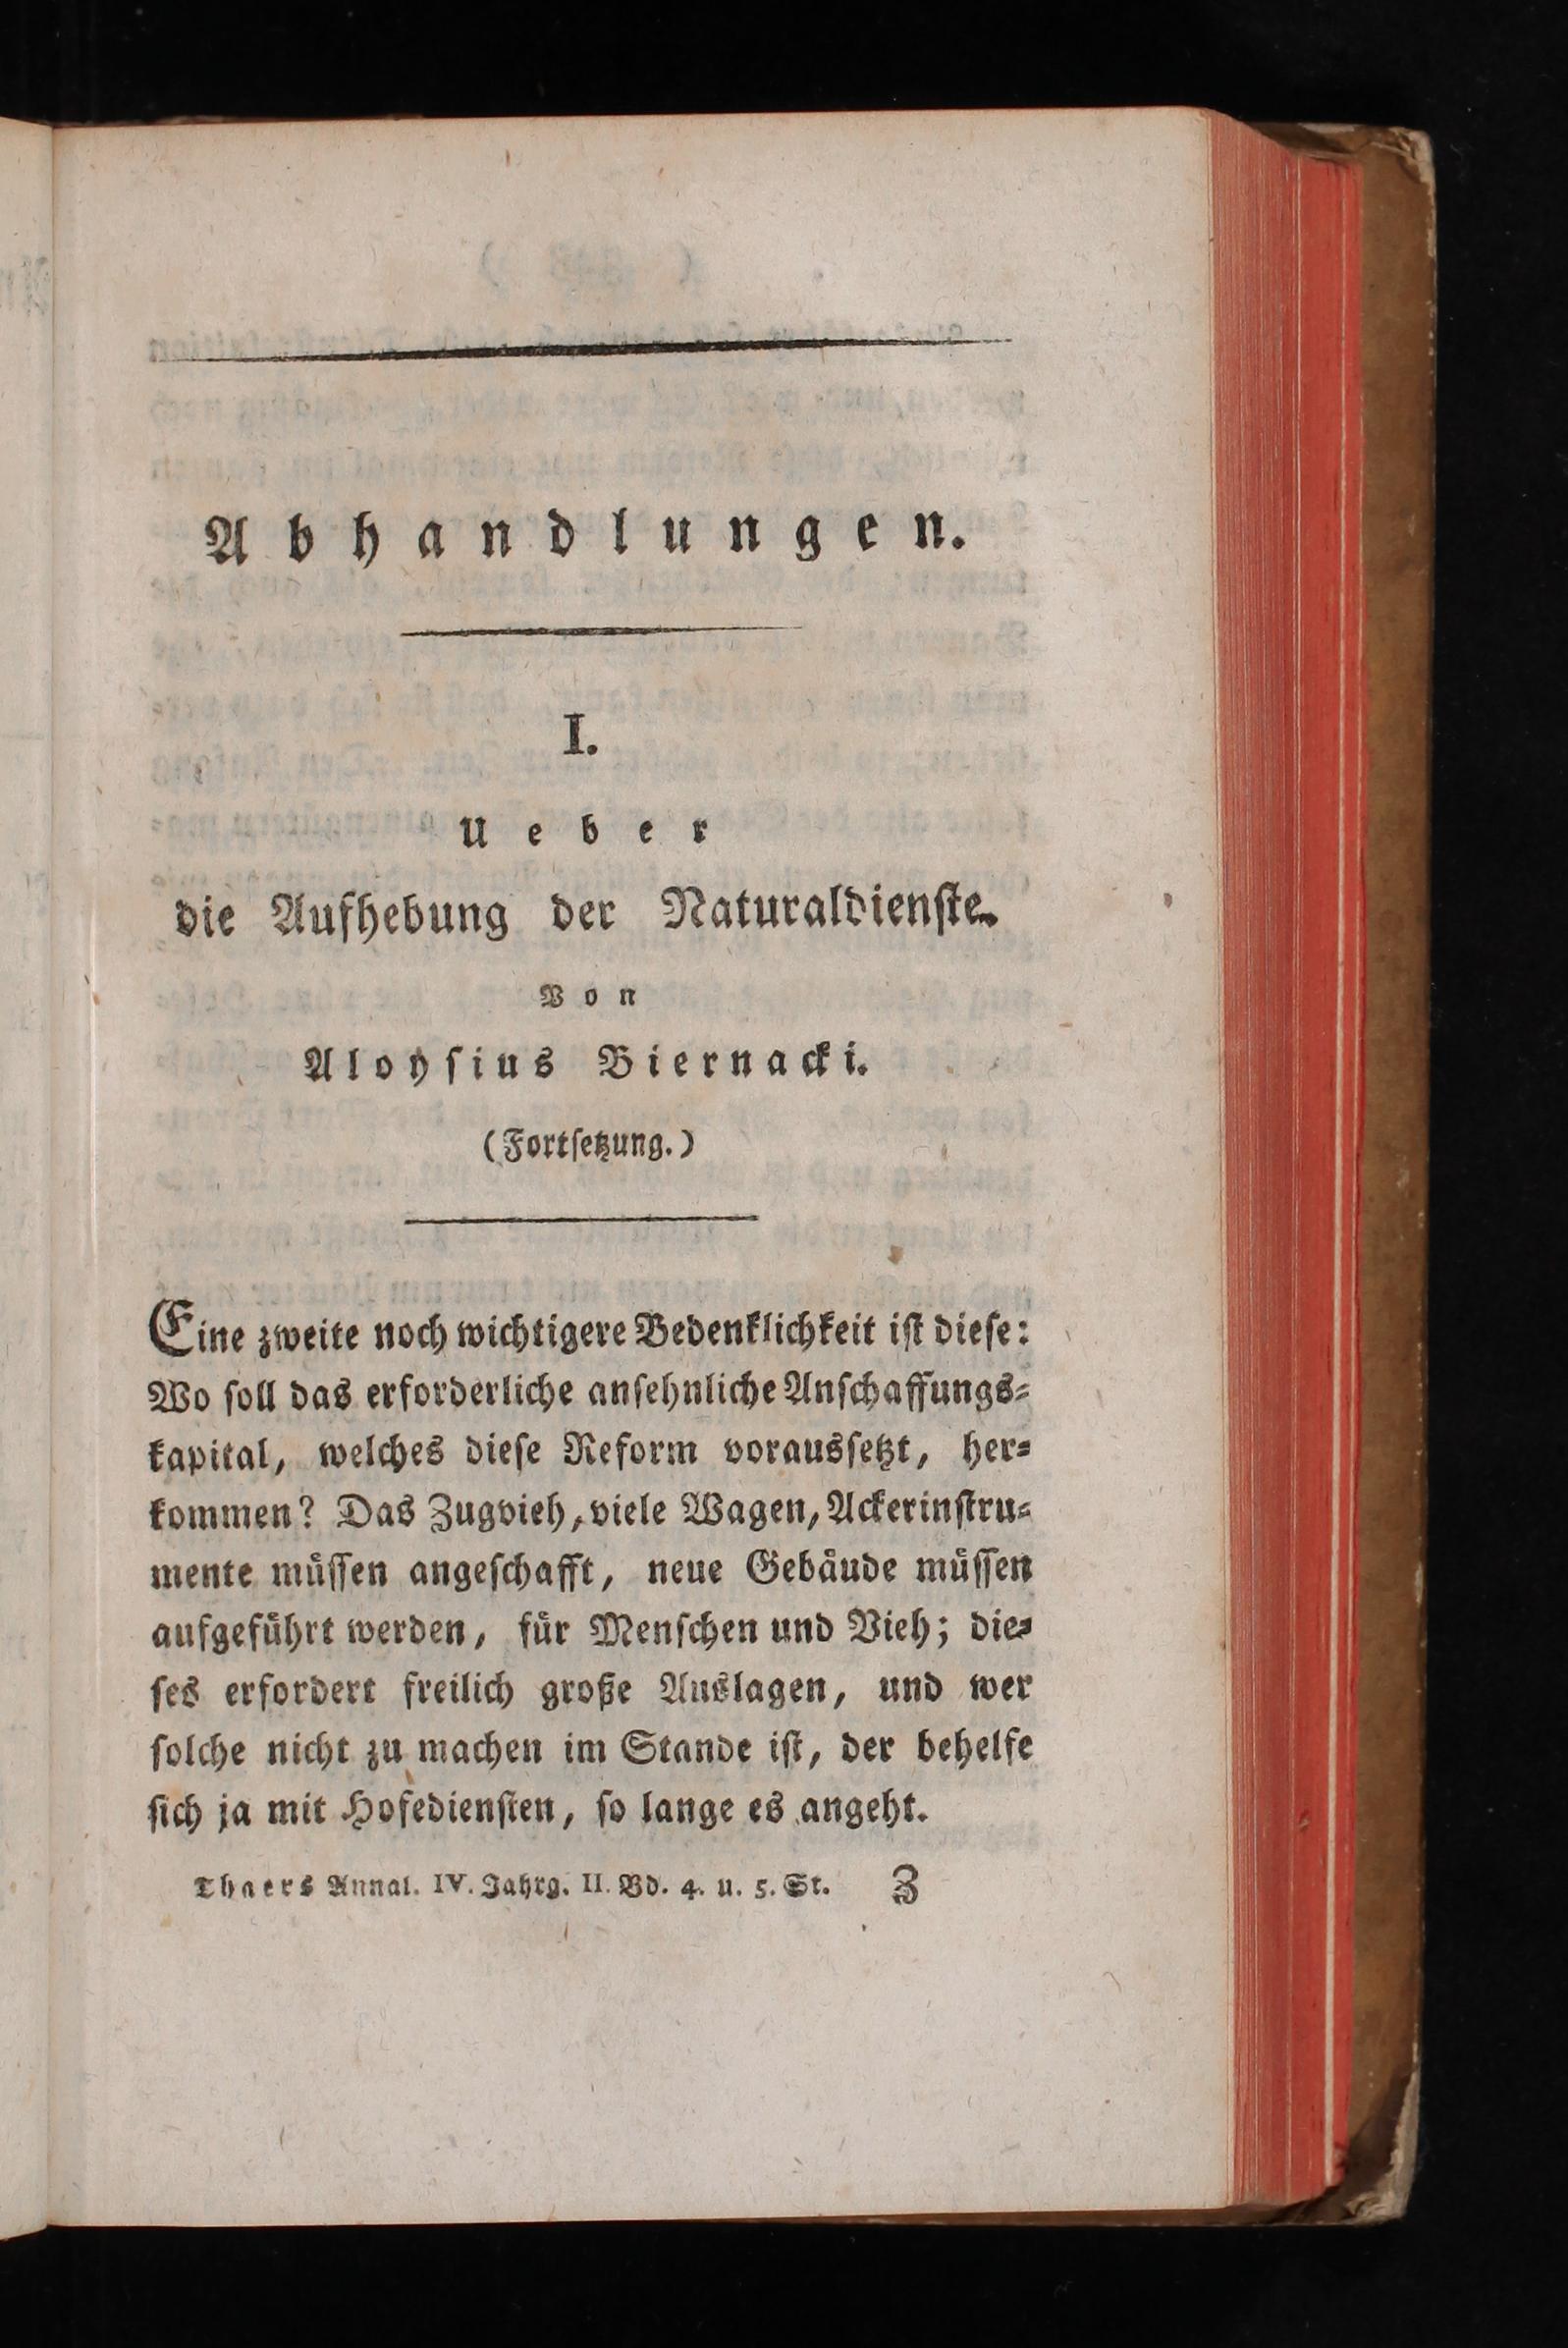 Abhandlungen.
I.
Ueber
die Aufhebung der Naturaldienste.
Von
Aloysius Biernacki.
(Fortsetzung.)
Eine zweite noch wichtigere Bedenklichkeit ist diese:
Wo soll das erforderliche ansehnliche Anschaffungs-
kapital, welches diese Reform voraussetzt, her-
kommen? Das Zugvieh, viele Wagen, Ackerinstru-
mente müssen angeschafft, neue Gebäude müssen
aufgeführt werden, für Menschen und Vieh; die-
ses erfordert freilich große Auslagen, und wer
solche nicht zu machen im Stande ist, der behelfe
sich ja mit Hofediensten, so lange es angeht.
Thaers Annal. IV. Jahrg. II. Bd. 4. u. 5. St. Z